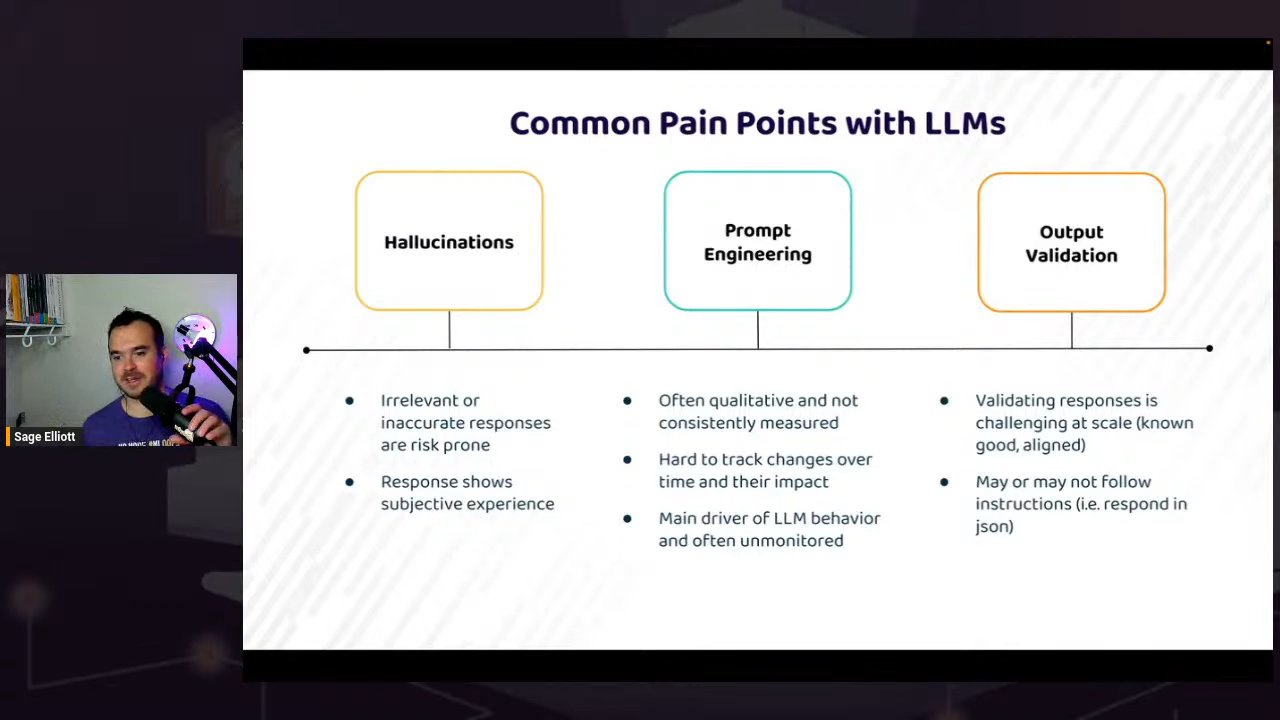 Common Pain Points with LLMs
Hallucinations
Prompt
Engineering
Output
Validation
Irrelevant or
inaccurate responses
are risk prone
Response shows
subjective experience
Often qualitative and not
consistently measured
Hard to track changes over
time and their impact
Main driver of LLM behavior
and often unmonitored
Validating responses is
challenging at scale (known
good, aligned)
May or may not follow
instructions (i.e. respond in
json)
Sage Elliott